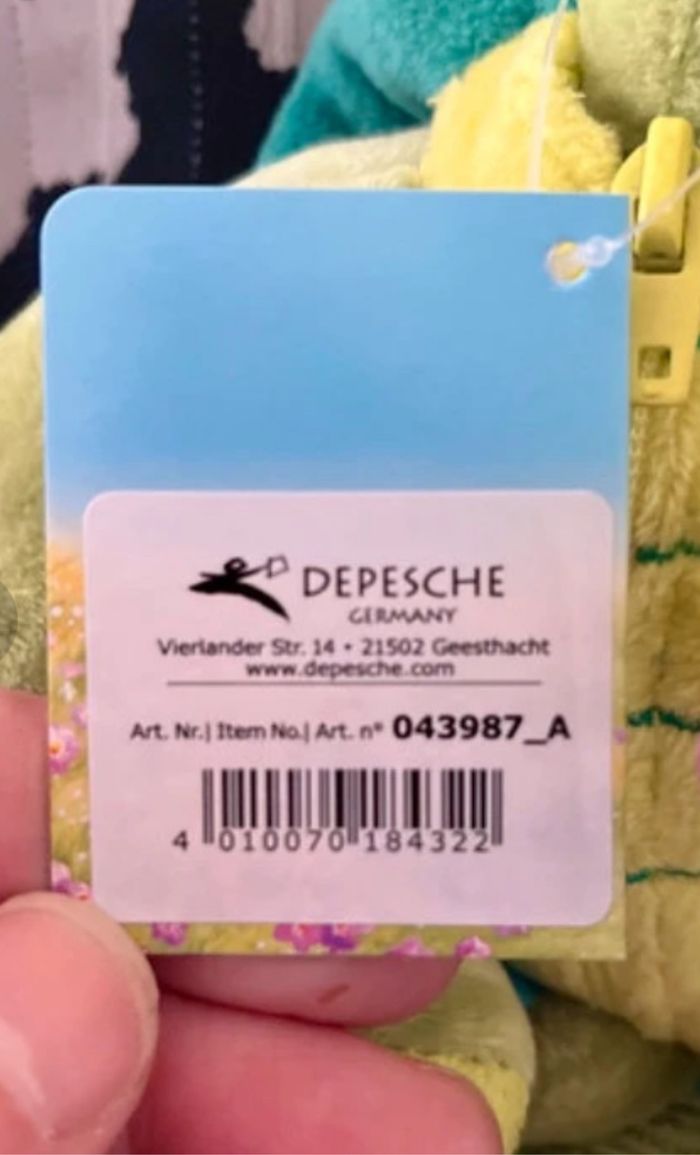 DEPESCHE
GERMANY
Vierlander Str. 14 • 21502 Geesthacht
www.depesche.com
Art. Nr.| Item No.| Art. n° 043987_A
4 010070 184322